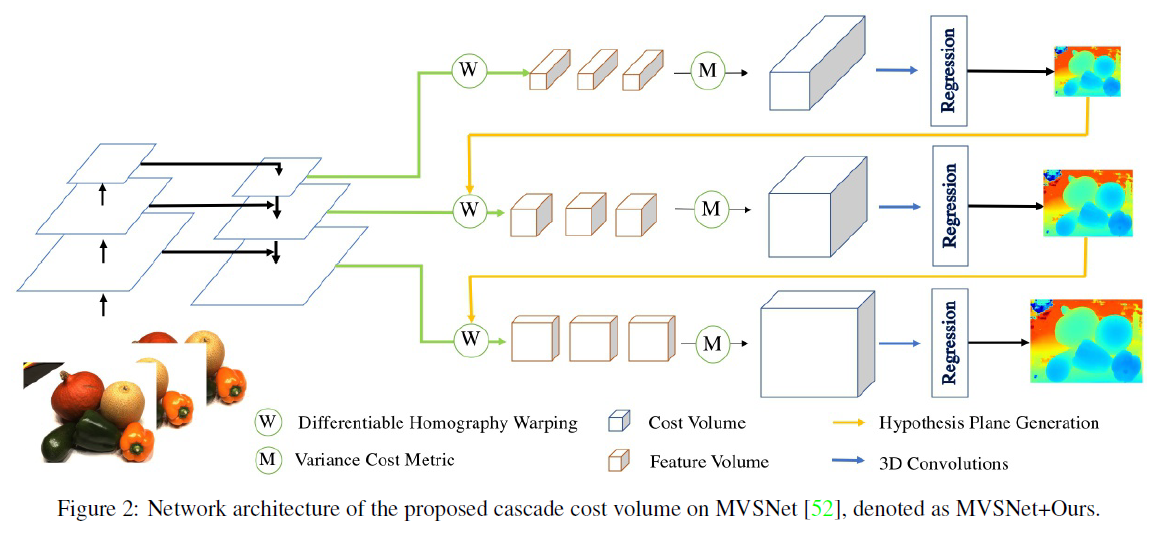 W
M
Regression
W
M
Regression
W
M
Regression
W Differentiable Homography Warping
Cost Volume
Hypothesis Plane Generation
M Variance Cost Metric
Feature Volume
3D Convolutions
Figure 2: Network architecture of the proposed cascade cost volume on MVSNet [52], denoted as MVSNet+Ours.